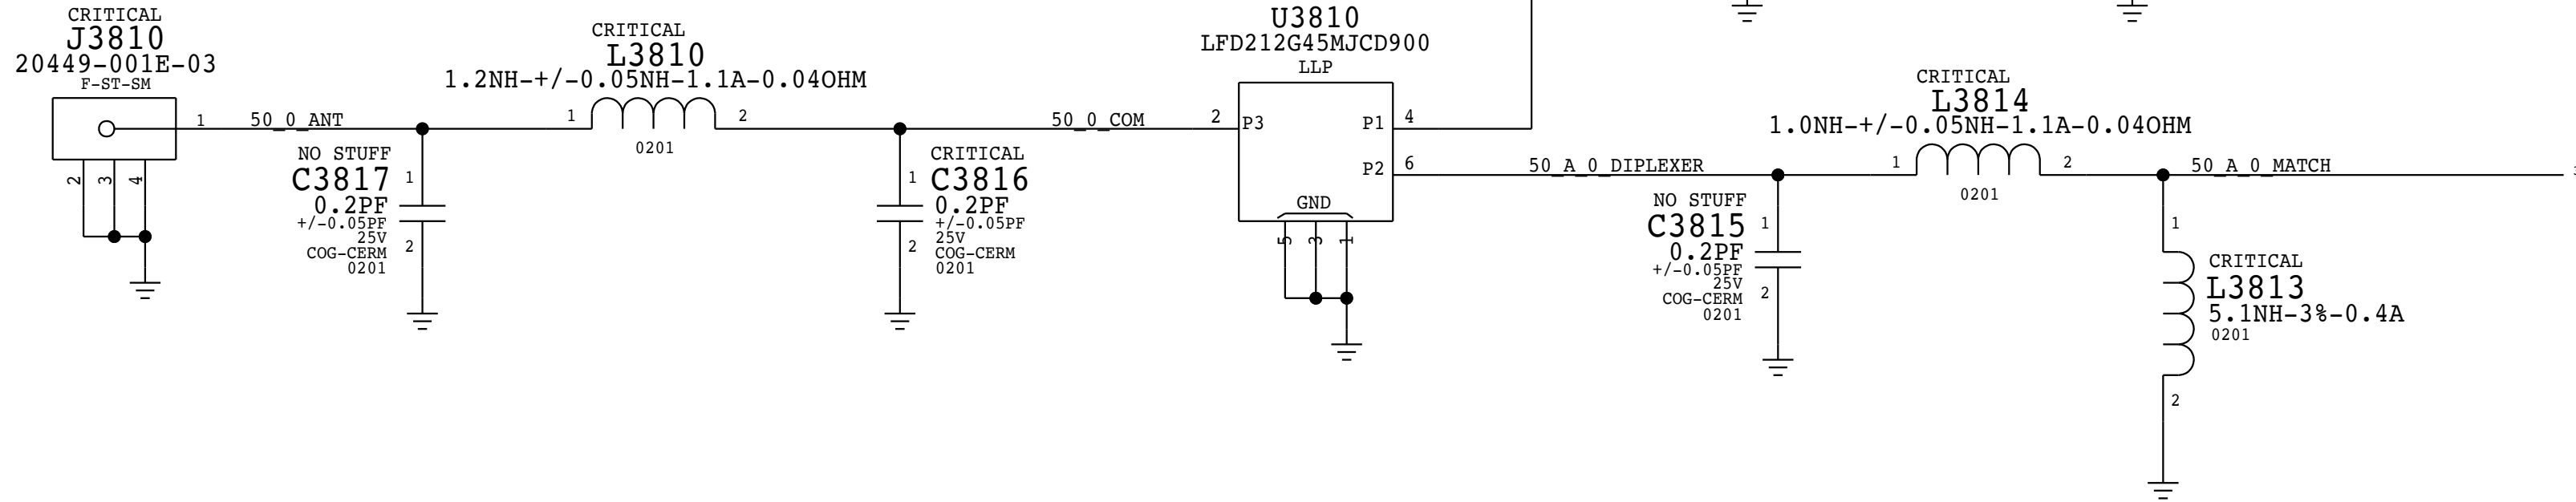 CRITICAL
J3810
20449-001E-03
F-ST-SM
1
2
3
4
50_0_ANT
CRITICAL
L3810
1.2NH-+/-0.05NH-1.1A-0.04OHM
1
2
0201
NO STUFF
C3817
0.2PF
+/-0.05PF
25V
COG-CERM
0201
1
2
CRITICAL
C3816
0.2PF
+/-0.05PF
25V
COG-CERM
0201
1
2
50_0_COM
U3810
LFD212G45MJCD900
LLP
2
P3
P1
4
P2
6
GND
5
3
1
50_A_0_DIPLEXER
NO STUFF
C3815
0.2PF
+/-0.05PF
25V
COG-CERM
0201
1
2
CRITICAL
L3814
1.0NH-+/-0.05NH-1.1A-0.04OHM
1
2
0201
50_A_0_MATCH
1
CRITICAL
L3813
5.1NH-3%-0.4A
0201
2